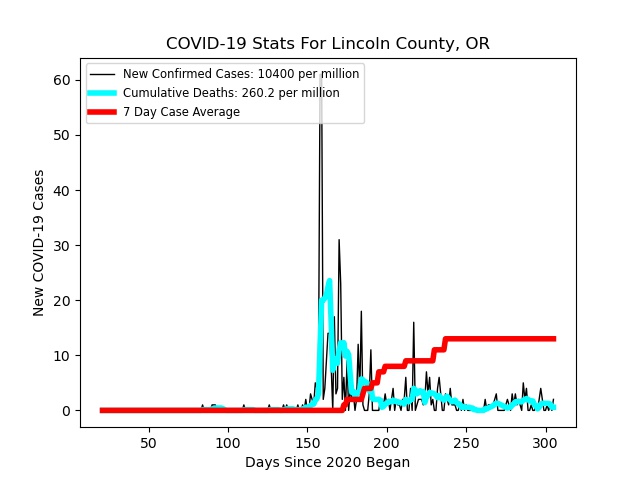 COVID-19 Stats For Lincoln County, OR
New Confirmed Cases: 10400 per million
Cumulative Deaths: 260.2 per million
7 Day Case Average
60
50
40
30
20
10
0
New COVID-19 Cases
50 100 150 200 250 300
Days Since 2020 Began